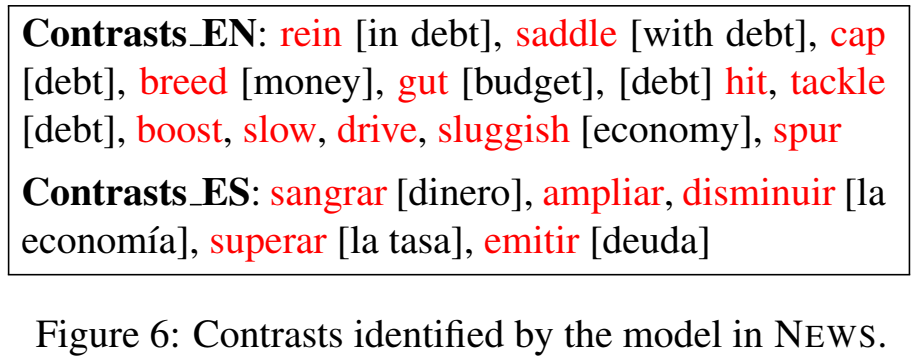 Contrasts_EN: rein [in debt], saddle [with debt], cap
[debt], breed [money], gut [budget], [debt] hit, tackle
[debt], boost, slow, drive, sluggish [economy], spur
Contrasts_ES: sangrar [dinero], ampliar, disminuir [la
economía], superar [la tasa], emitir [deuda]
Figure 6: Contrasts identified by the model in NEWS.